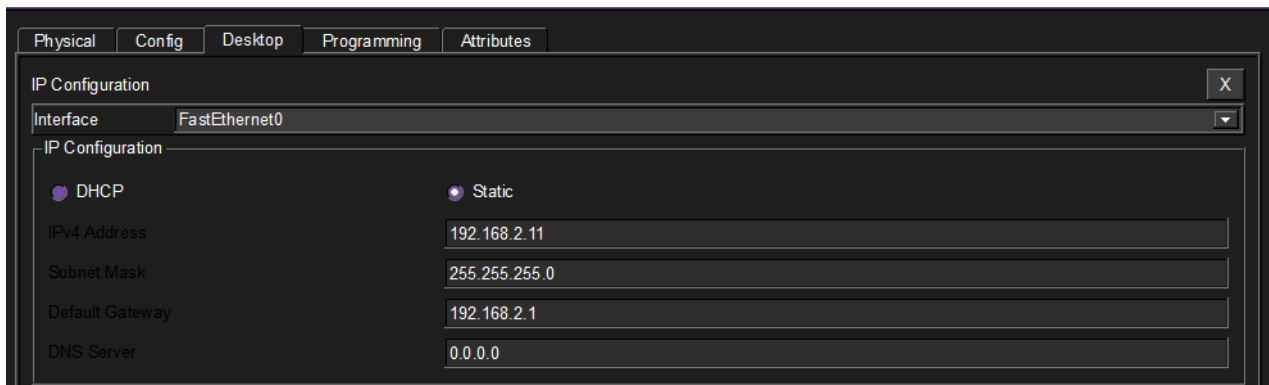 Physical Config Desktop Programming Attributes
IP Configuration X
Interface FastEthernet0
IP Configuration
DHCP Static
IPv4 Address 192.168.2.11
Subnet Mask 255.255.255.0
Default Gateway 192.168.2.1
DNS Server 0.0.0.0